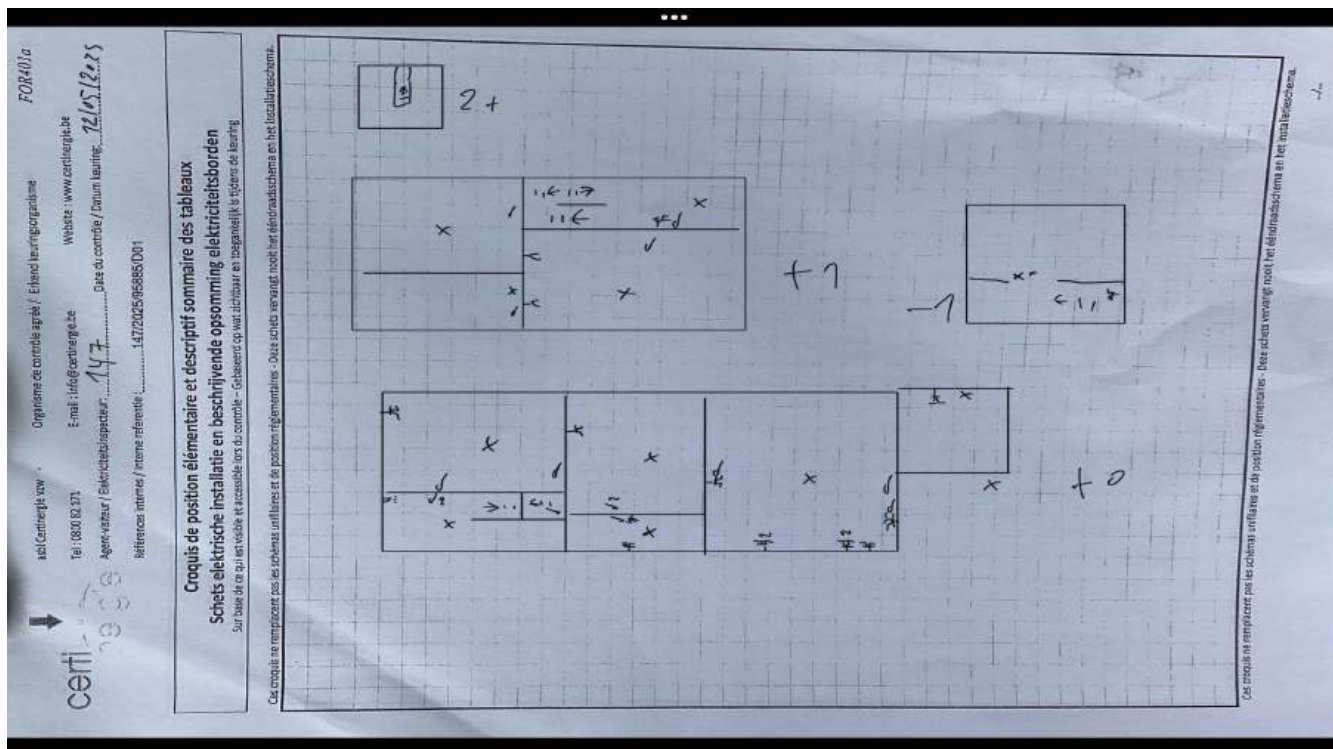 certi
asbl Certinergie vzw - Organisme de contrôle agréé / Erkend keuringsorganisme FOR401a
Tel : 0800 82 171 E-mail : info@certinergie.be Website : www.certinergie.be
Agent-visiteur / Elektriciteitsinspecteur: 147 Date du contrôle / Datum keuring: 12/05/2025
Références internes / Interne referentie : 147/2025/95885/D01
Croquis de position élémentaire et descriptif sommaire des tableaux
Schets elektrische installatie en beschrijvende opsomming elektriciteitsborden
Sur base de ce qui est visible et accessible lors du contrôle – Gebaseerd op wat zichtbaar en toegankelijk is tijdens de keuring
Ces croquis ne remplacent pas les schémas unifilaires et de position réglementaires - Deze schets vervangt nooit het ééndraadsschema en het installatieschema.
2+
+1
-1
+0
Ces croquis ne remplacent pas les schémas unifilaires et de position réglementaires - Deze schets vervangt nooit het ééndraadsschema en het installatieschema.